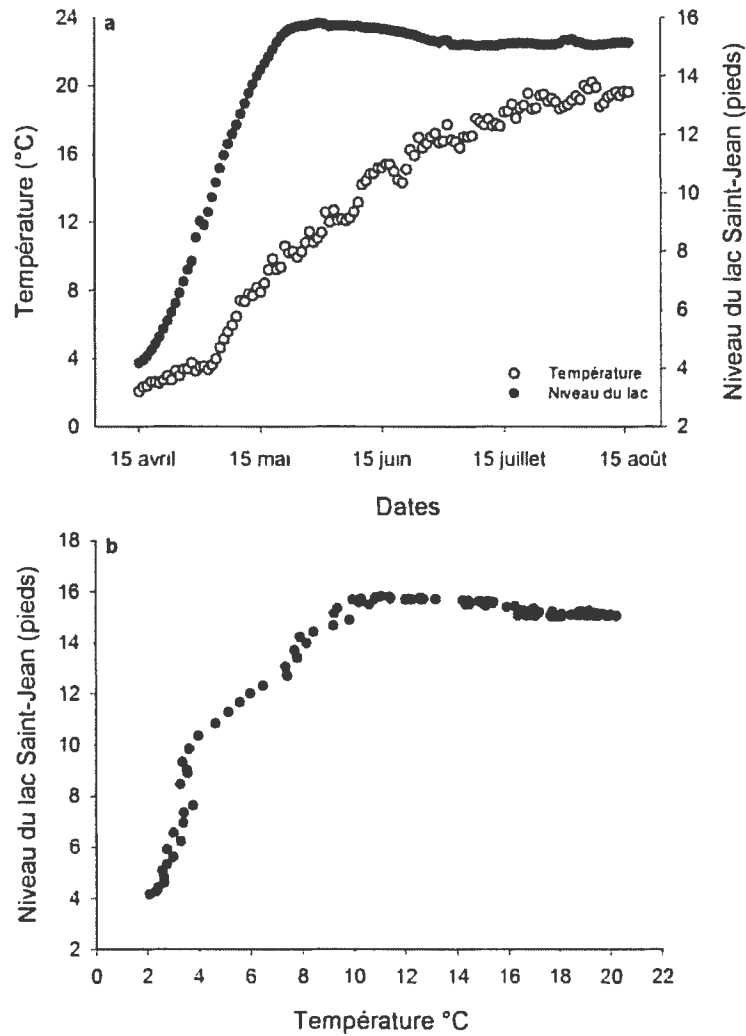 a
24
20
16
12
8
4
0
Température (°C)
16
14
12
10
8
6
4
2
Niveau du lac Saint-Jean (pieds)
Température
Niveau du lac
15 avril 15 mai 15 juin 15 juillet 15 août
Dates
b
18
16
14
12
10
8
6
4
2
Niveau du lac Saint-Jean (pieds)
0 2 4 6 8 10 12 14 16 18 20 22
Température °C